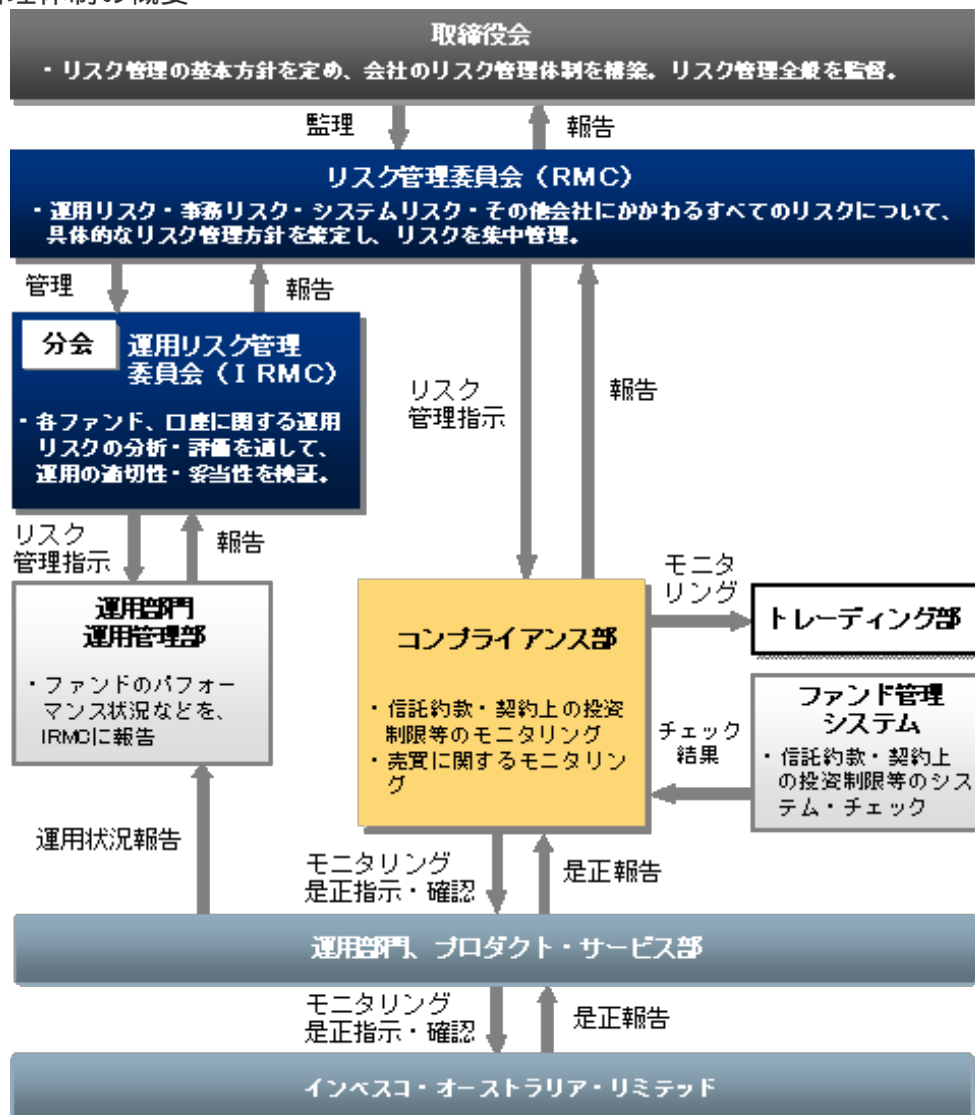 理体制の概要
取締役会
・リスク管理の基本方針を定め、会社のリスク管理体制を構築。リスク管理全般を監督。
監理
報告
リスク管理委員会（RMC）
・運用リスク・事務リスク・システムリスク・その他会社にかかわるすべてのリスクについて、
具体的なリスク管理方針を策定し、リスクを集中管理。
管理
報告
分会
運用リスク管理
委員会（IRMC）
・各ファンド、口座に関する運用
リスクの分析・評価を通して、
運用の適切性・妥当性を検証。
リスク
管理指示
報告
リスク
管理指示
報告
運用部門
運用管理部
・ファンドのパフォー
マンス状況などを、
IRMCに報告
コンプライアンス部
・信託約款・契約上の投資
制限等のモニタリング
・売買に関するモニタリン
グ
モニタ
リング
トレーディング部
ファンド管理
システム
・信託約款・契約上
の投資制限等のシス
テム・チェック
チェック
結果
運用状況報告
モニタリング
是正指示・確認
是正報告
運用部門、プロダクト・サービス部
モニタリング
是正指示・確認
是正報告
インベスコ・オーストラリア・リミテッド